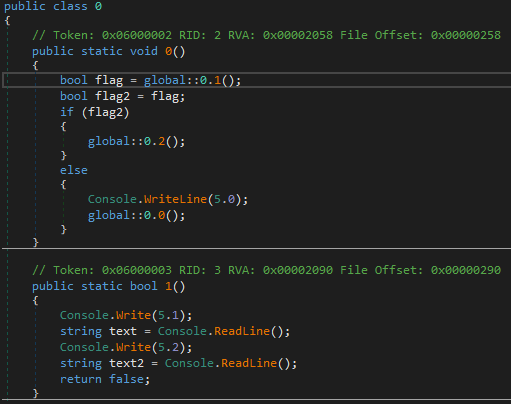 public class 0
{
// Token: 0x06000002 RID: 2 RVA: 0x00002058 File Offset: 0x00000258
public static void 0()
{
bool flag = global::0.1();
bool flag2 = flag;
if (flag2)
{
global::0.2();
}
else
{
Console.WriteLine(5.0);
global::0.0();
}
}
// Token: 0x06000003 RID: 3 RVA: 0x00002090 File Offset: 0x00000290
public static bool 1()
{
Console.Write(5.1);
string text = Console.ReadLine();
Console.Write(5.2);
string text2 = Console.ReadLine();
return false;
}